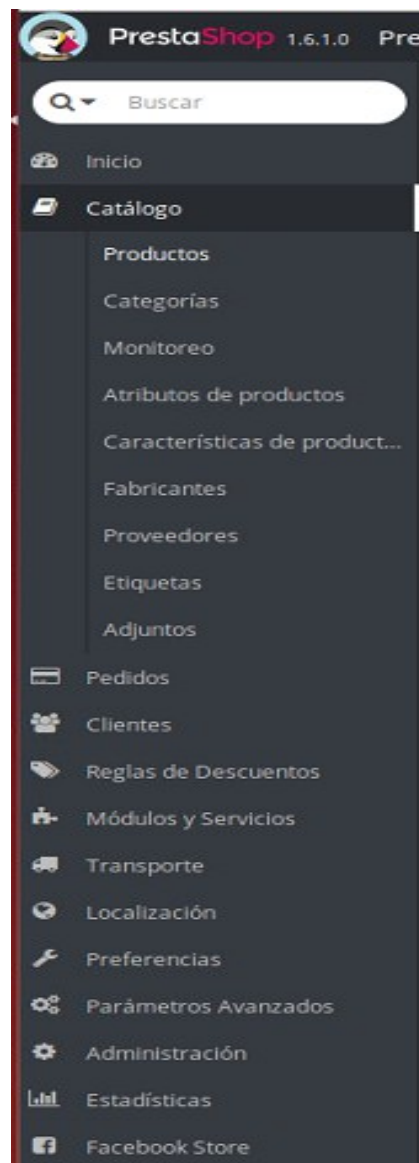 PrestaShop 1.6.1.0 Pre
Buscar
Inicio
Catálogo
Productos
Categorías
Monitoreo
Atributos de productos
Características de product...
Fabricantes
Proveedores
Etiquetas
Adjuntos
Pedidos
Clientes
Reglas de Descuentos
Módulos y Servicios
Transporte
Localización
Preferencias
Parámetros Avanzados
Administración
Estadísticas
Facebook Store